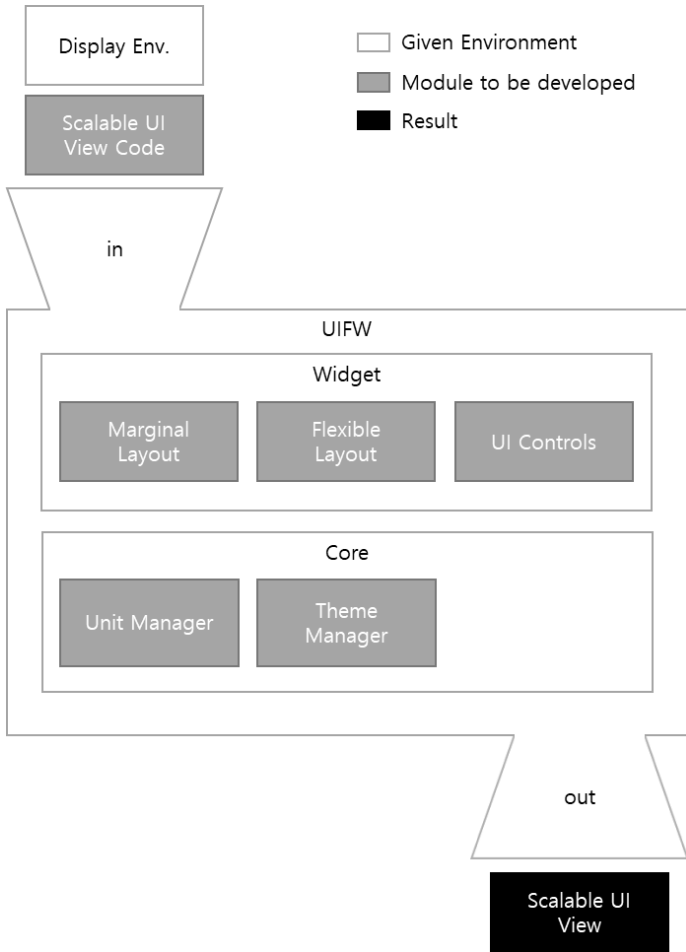 Display Env.
Given Environment
Module to be developed
Result
Scalable UI
View Code
in
UIFW
Widget
Marginal
Layout
Flexible
Layout
UI Controls
Core
Unit Manager
Theme
Manager
out
Scalable UI
View